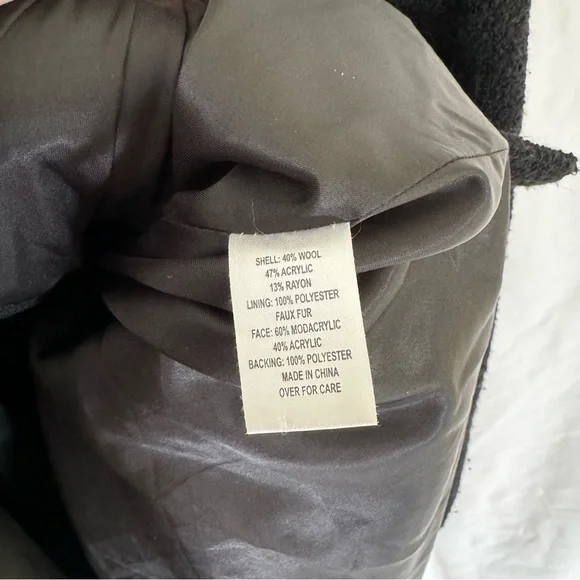 SHELL: 40% WOOL
47% ACRYLIC
13% RAYON
LINING: 100% POLYESTER
FAUX FUR
FACE: 60% MODACRYLIC
40% ACRYLIC
BACKING: 100% POLYESTER
MADE IN CHINA
OVER FOR CARE